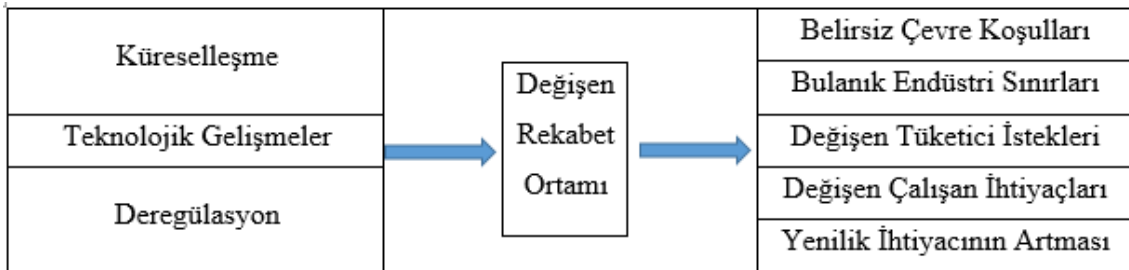 Küreselleşme
Teknolojik Gelişmeler
Deregülasyon
Değişen
Rekabet
Ortamı
Belirsiz Çevre Koşulları
Bulanık Endüstri Sınırları
Değişen Tüketici İstekleri
Değişen Çalışan İhtiyaçları
Yenilik İhtiyacının Artması